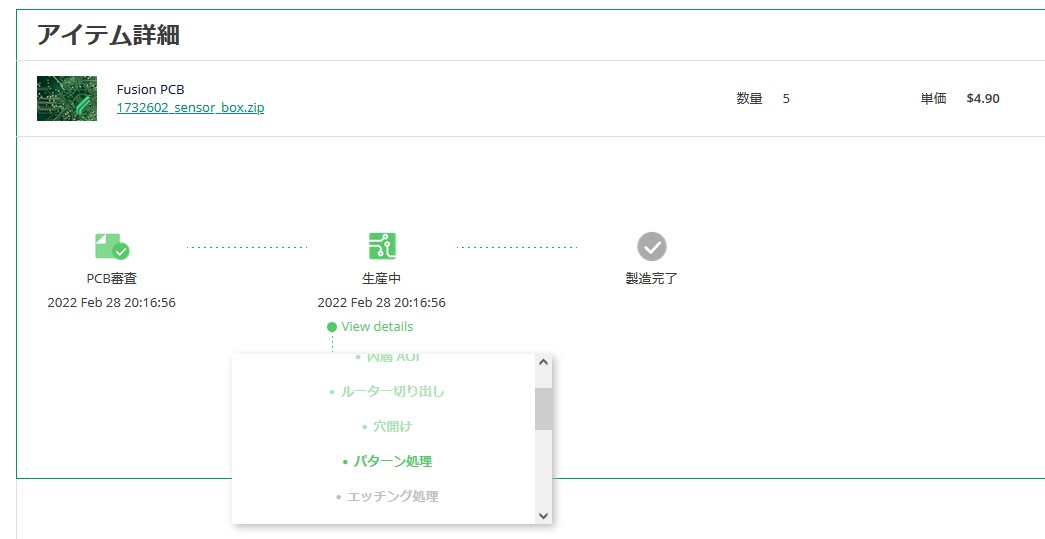 アイテム詳細
Fusion PCB
1732602_sensor_box.zip
数量 5 単価 $4.90
PCB審査 生産中 製造完了
2022 Feb 28 20:16:56 2022 Feb 28 20:16:56
View details
内層 AOI
ルーター切り出し
穴開け
パターン処理
エッチング処理